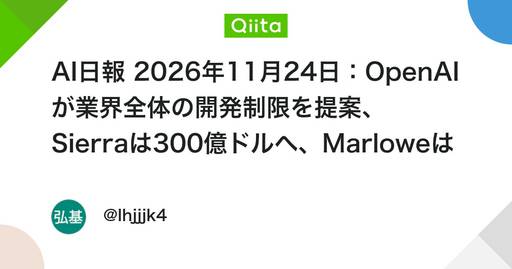 Qiita
AI日報 2026年11月24日：OpenAI
が業界全体の開発制限を提案、
Sierraは300億ドルへ、Marloweは
弘基
@lhjjjk4